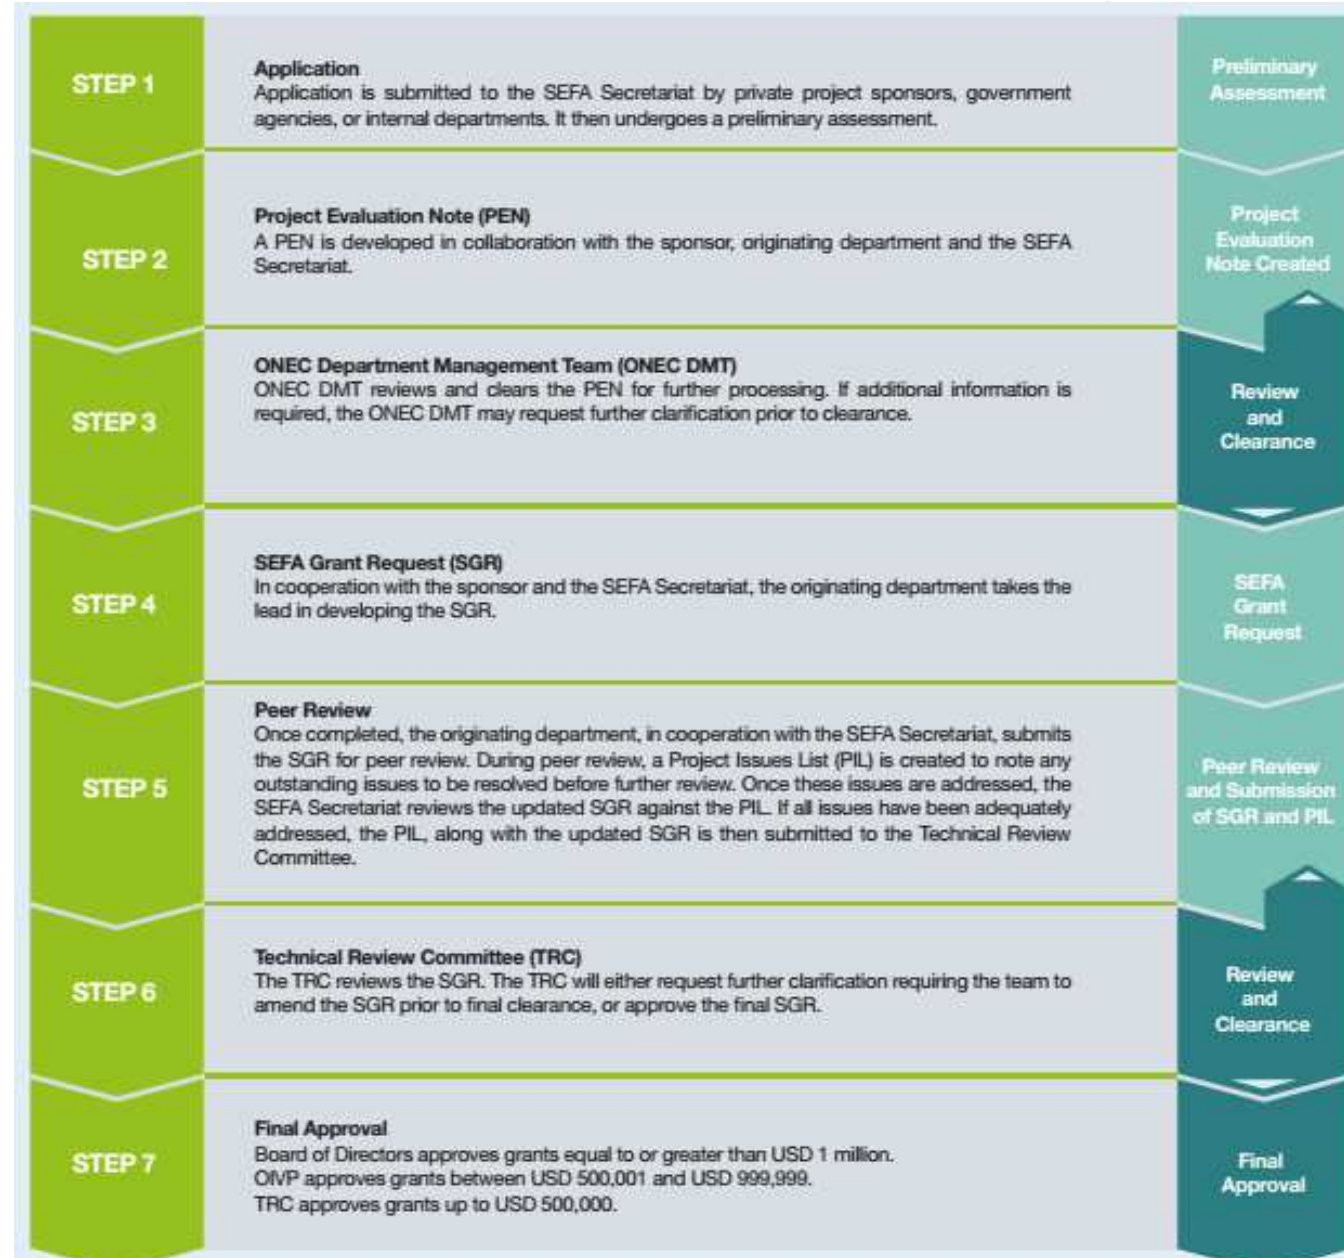 STEP 1
Application
Application is submitted to the SEFA Secretariat by private project sponsors, government
agencies, or internal departments. It then undergoes a preliminary assessment.
Preliminary
Assessment
STEP 2
Project Evaluation Note (PEN)
A PEN is developed in collaboration with the sponsor, originating department and the SEFA
Secretariat.
Project
Evaluation
Note Created
STEP 3
ONEC Department Management Team (ONEC DMT)
ONEC DMT reviews and clears the PEN for further processing. If additional information is
required, the ONEC DMT may request further clarification prior to clearance.
Review
and
Clearance
STEP 4
SEFA Grant Request (SGR)
In cooperation with the sponsor and the SEFA Secretariat, the originating department takes the
lead in developing the SGR.
SEFA
Grant
Request
STEP 5
Peer Review
Once completed, the originating department, in cooperation with the SEFA Secretariat, submits
the SGR for peer review. During peer review, a Project Issues List (PIL) is created to note any
outstanding issues to be resolved before further review. Once these issues are addressed, the
SEFA Secretariat reviews the updated SGR against the PIL. If all issues have been adequately
addressed, the PIL, along with the updated SGR is then submitted to the Technical Review
Committee.
Peer Review
and Submission
of SGR and PIL
STEP 6
Technical Review Committee (TRC)
The TRC reviews the SGR. The TRC will either request further clarification requiring the team to
amend the SGR prior to final clearance, or approve the final SGR.
Review
and
Clearance
STEP 7
Final Approval
Board of Directors approves grants equal to or greater than USD 1 million.
OIVP approves grants between USD 500,001 and USD 999,999.
TRC approves grants up to USD 500,000.
Final
Approval